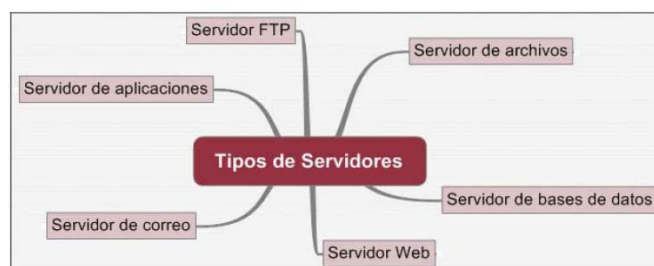 Servidor FTP
Servidor de archivos
Servidor de aplicaciones
Tipos de Servidores
Servidor de bases de datos
Servidor de correo
Servidor Web